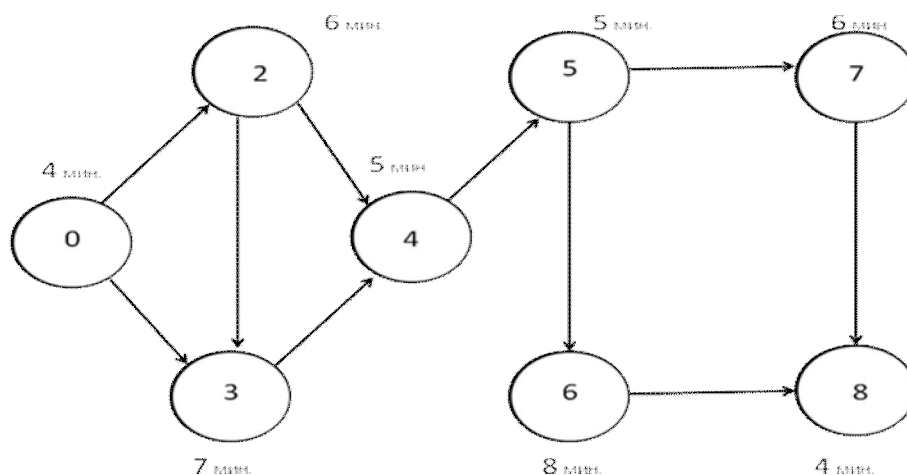 6 мин.
5 мин.
6 мин
2
5
7
4 мин.
5 мин
0
4
3
6
8
7 мин.
8 мин.
4 мин.